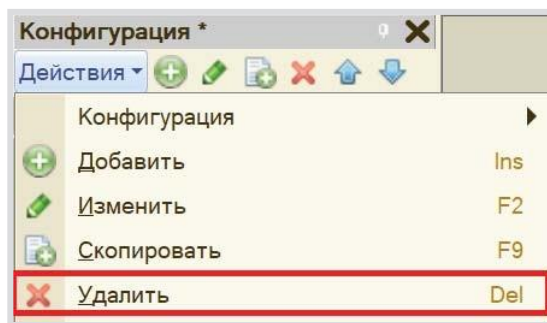 Конфигурация *
Действия
Конфигурация
Добавить Ins
Изменить F2
Скопировать F9
Удалить Del